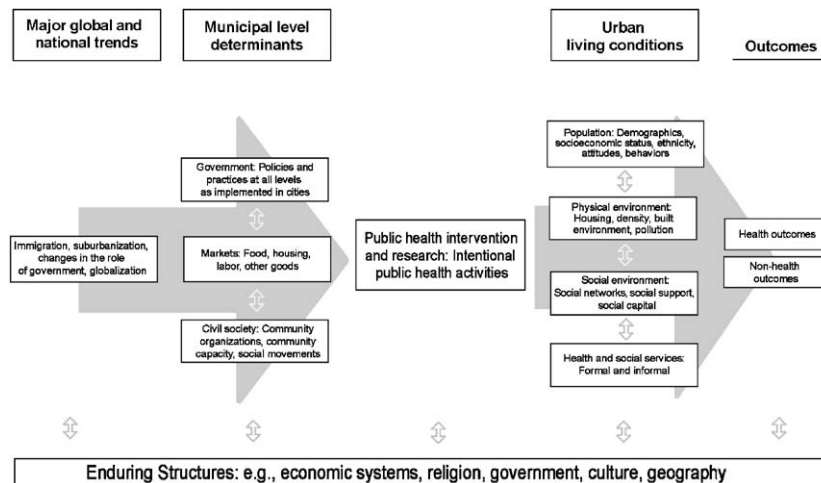 Major global and
national trends
Municipal level
determinants
Urban
living conditions
Outcomes
Immigration, suburbanization,
changes in the role
of government, globalization
Government: Policies and
practices at all levels
as implemented in cities
Markets: Food, housing,
labor, other goods
Civil society: Community
organizations, community
capacity, social movements
Public health intervention
and research: Intentional
public health activities
Population: Demographics,
socioeconomic status, ethnicity,
attitudes, behaviors
Physical environment:
Housing, density, built
environment, pollution
Social environment:
Social networks, social support,
social capital
Health and social services:
Formal and informal
Health outcomes
Non-health
outcomes
Enduring Structures: e.g., economic systems, religion, government, culture, geography